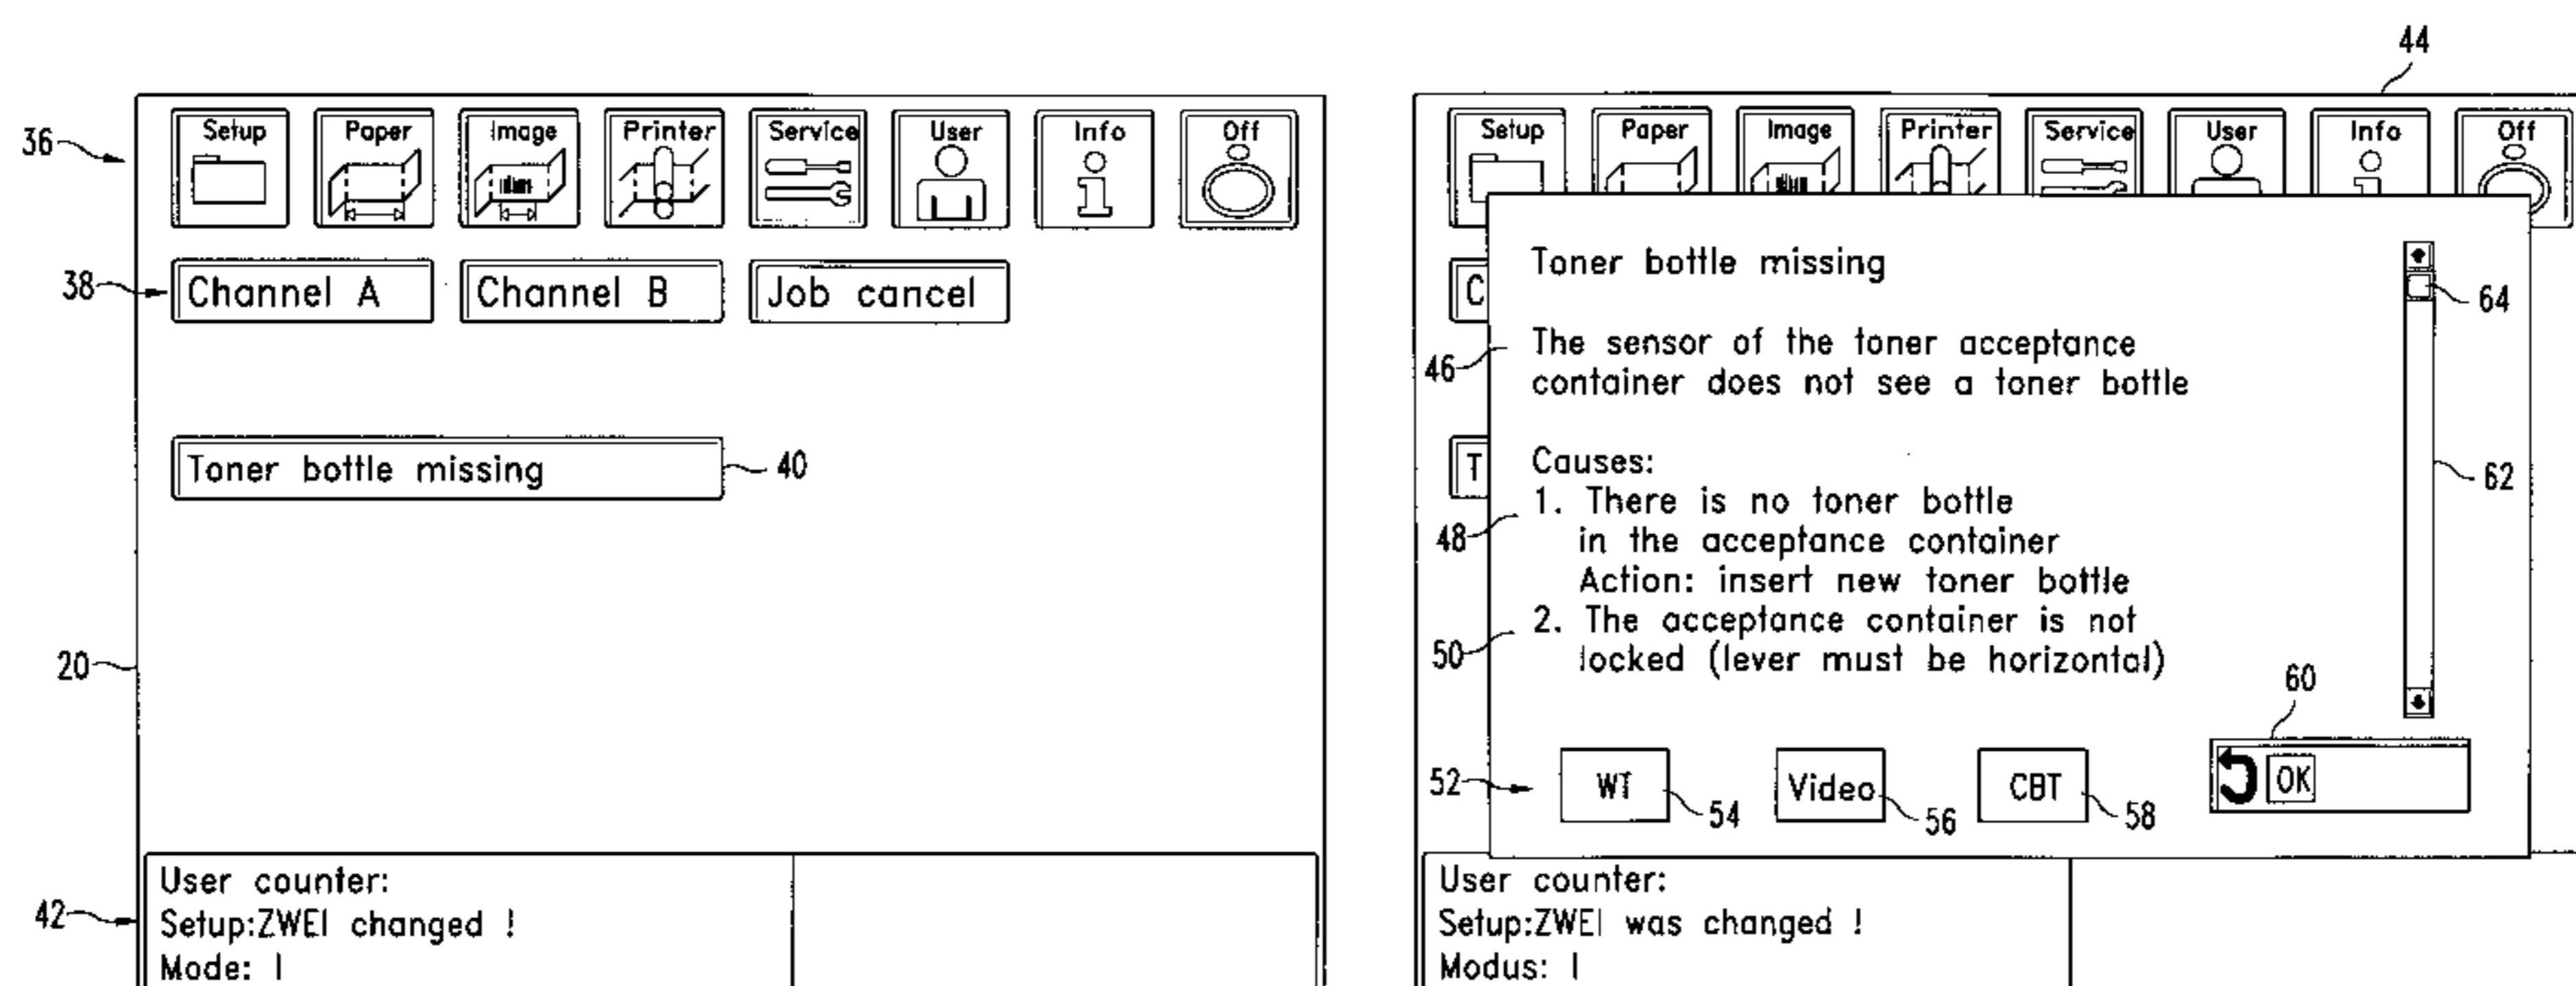 44
36
Setup Paper Image Printer Service User Info Off
38
Channel A Channel B Job cancel
Toner bottle missing
40
20
42
User counter:
Setup:ZWEI changed !
Mode: |
Setup Paper Image Printer Service User Info Off
C
T
Toner bottle missing
64
46
The sensor of the toner acceptance
container does not see a toner bottle
Causes:
62
48
1. There is no toner bottle
in the acceptance container
Action: insert new toner bottle
50
2. The acceptance container is not
locked (lever must be horizontal)
60
52
WT Video CBT OK
54 56 58
User counter:
Setup:ZWEI was changed !
Modus: |